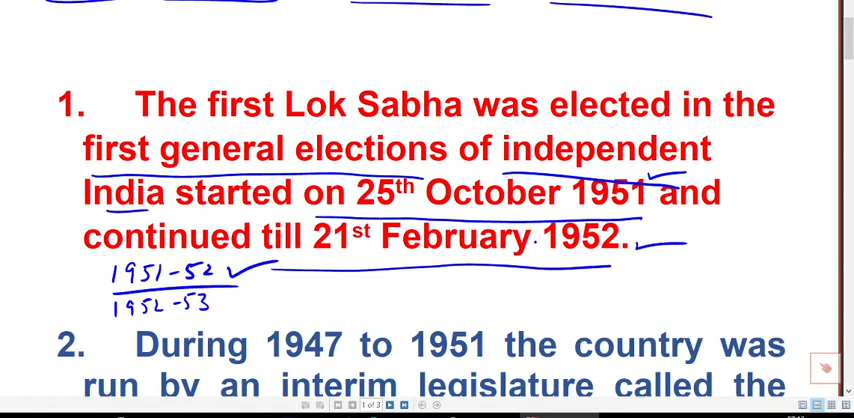 1. The first Lok Sabha was elected in the
first general elections of independent
India started on 25th October 1951 and
continued till 21st February 1952.
1951-52
1952-53
2. During 1947 to 1951 the country was
run by an interim legislature called the
1 of 3